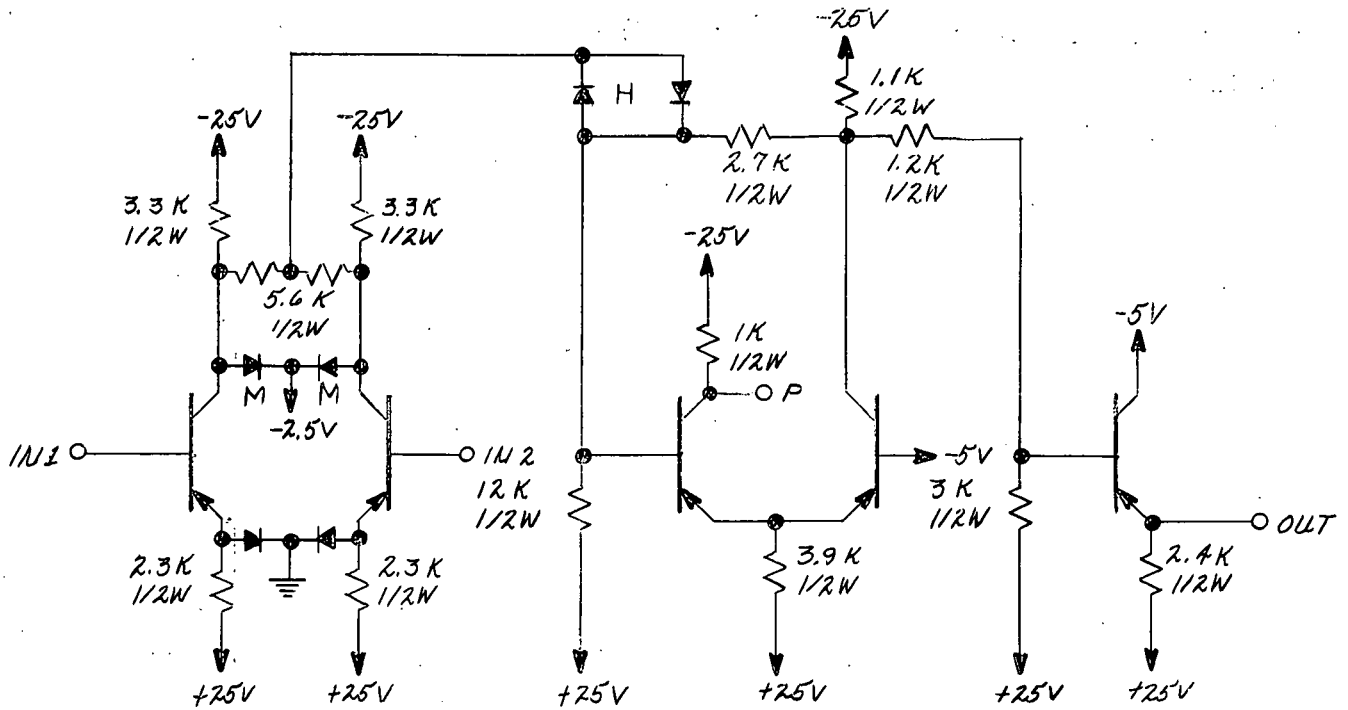 -25V
1.1K
1/2W
H
-25V
-25V
2.7K
1/2W
1.2K
1/2W
3.3K
1/2W
3.3K
1/2W
-25V
5.6K
1/2W
1K
1/2W
-5V
M
M
P
-2.5V
IN1
IN2
-5V
12K
1/2W
3K
1/2W
OUT
2.3K
1/2W
2.3K
1/2W
3.9K
1/2W
2.4K
1/2W
+25V
+25V
+25V
+25V
+25V
+25V